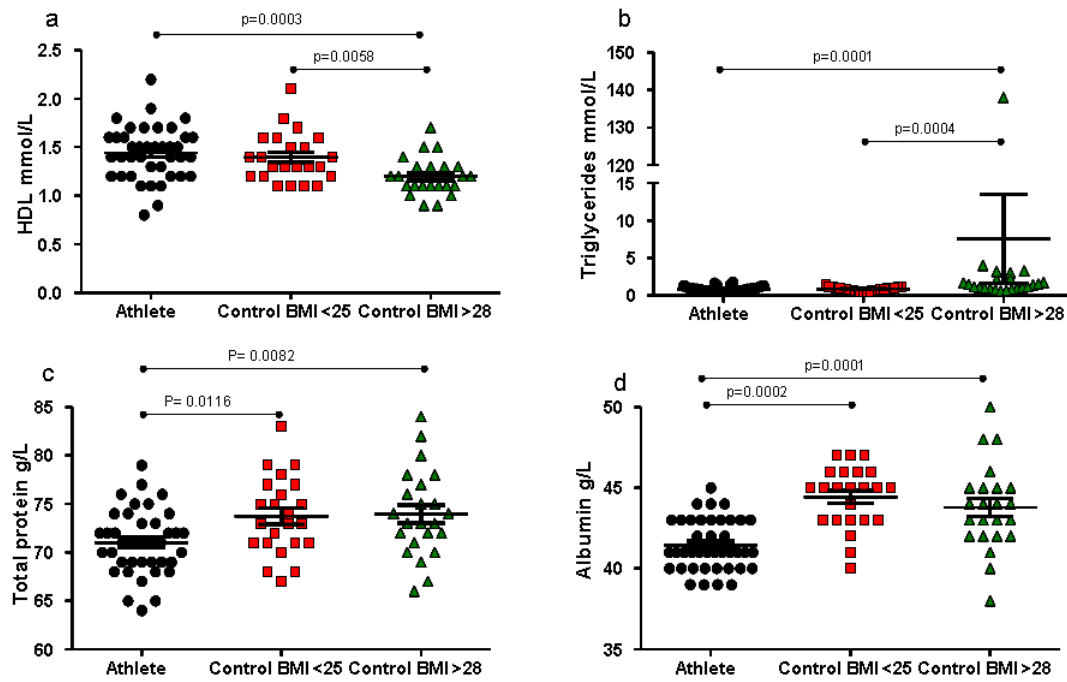 a
p=0.0003
p=0.0058
HDL mmol/L
2.5
2.0
1.5
1.0
0.5
0.0
Athlete
Control BMI <25
Control BMI >28
b
p=0.0001
p=0.0004
Triglycerides mmol/L
150
140
130
120
15
10
5
0
Athlete
Control BMI <25
Control BMI >28
c
P= 0.0082
P= 0.0116
Total protein g/L
85
80
75
70
65
60
Athlete
Control BMI <25
Control BMI >28
d
p=0.0001
p=0.0002
Albumin g/L
50
45
40
35
Athlete
Control BMI <25
Control BMI >28